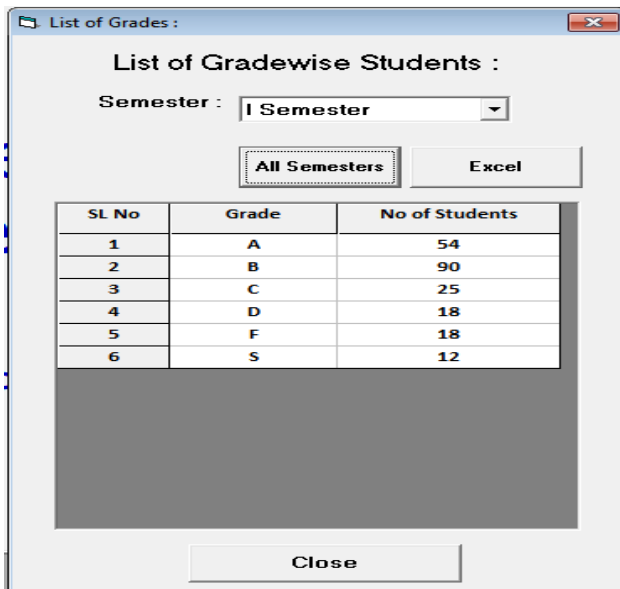 List of Grades :
List of Gradewise Students :
Semester : I Semester
All Semesters Excel
SL No Grade No of Students
1 A 54
2 B 90
3 C 25
4 D 18
5 F 18
6 S 12
Close